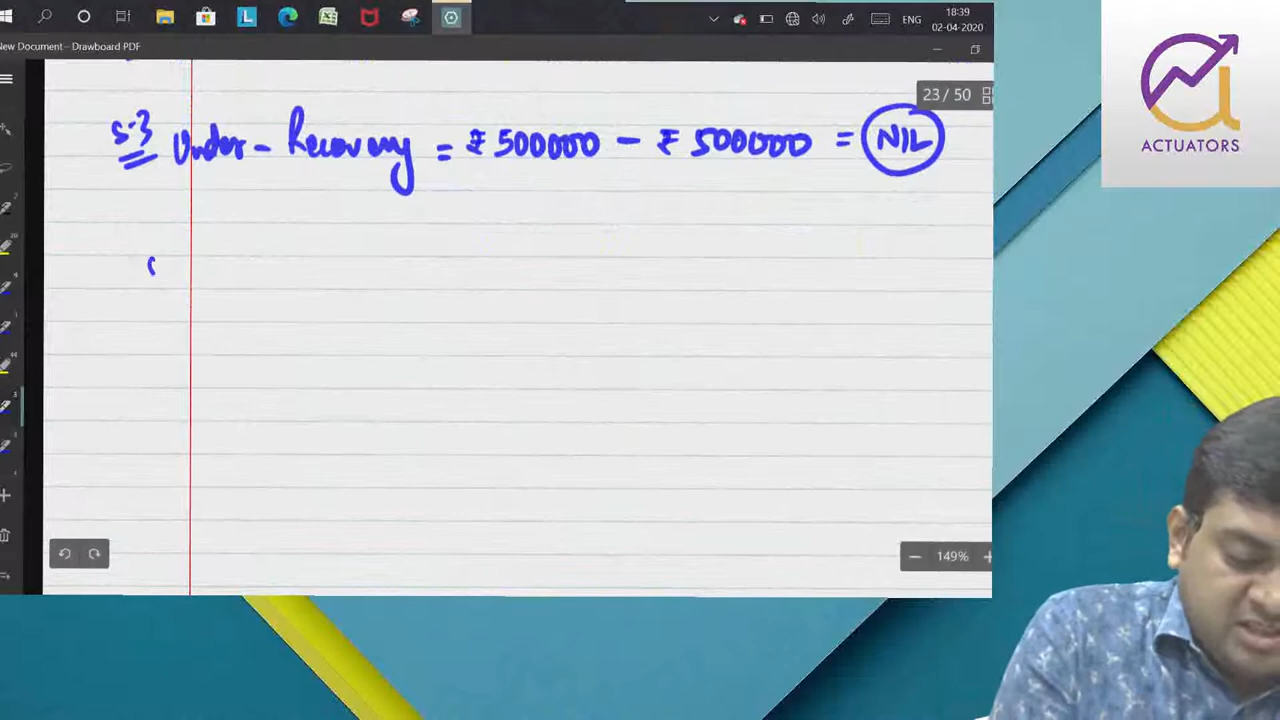 18:39
ENG
02-04-2020
New Document - Drawboard PDF
23 / 50
S-3 Under - Recovery = ₹ 500000 - ₹ 500000 = NIL
ACTUATORS
149%